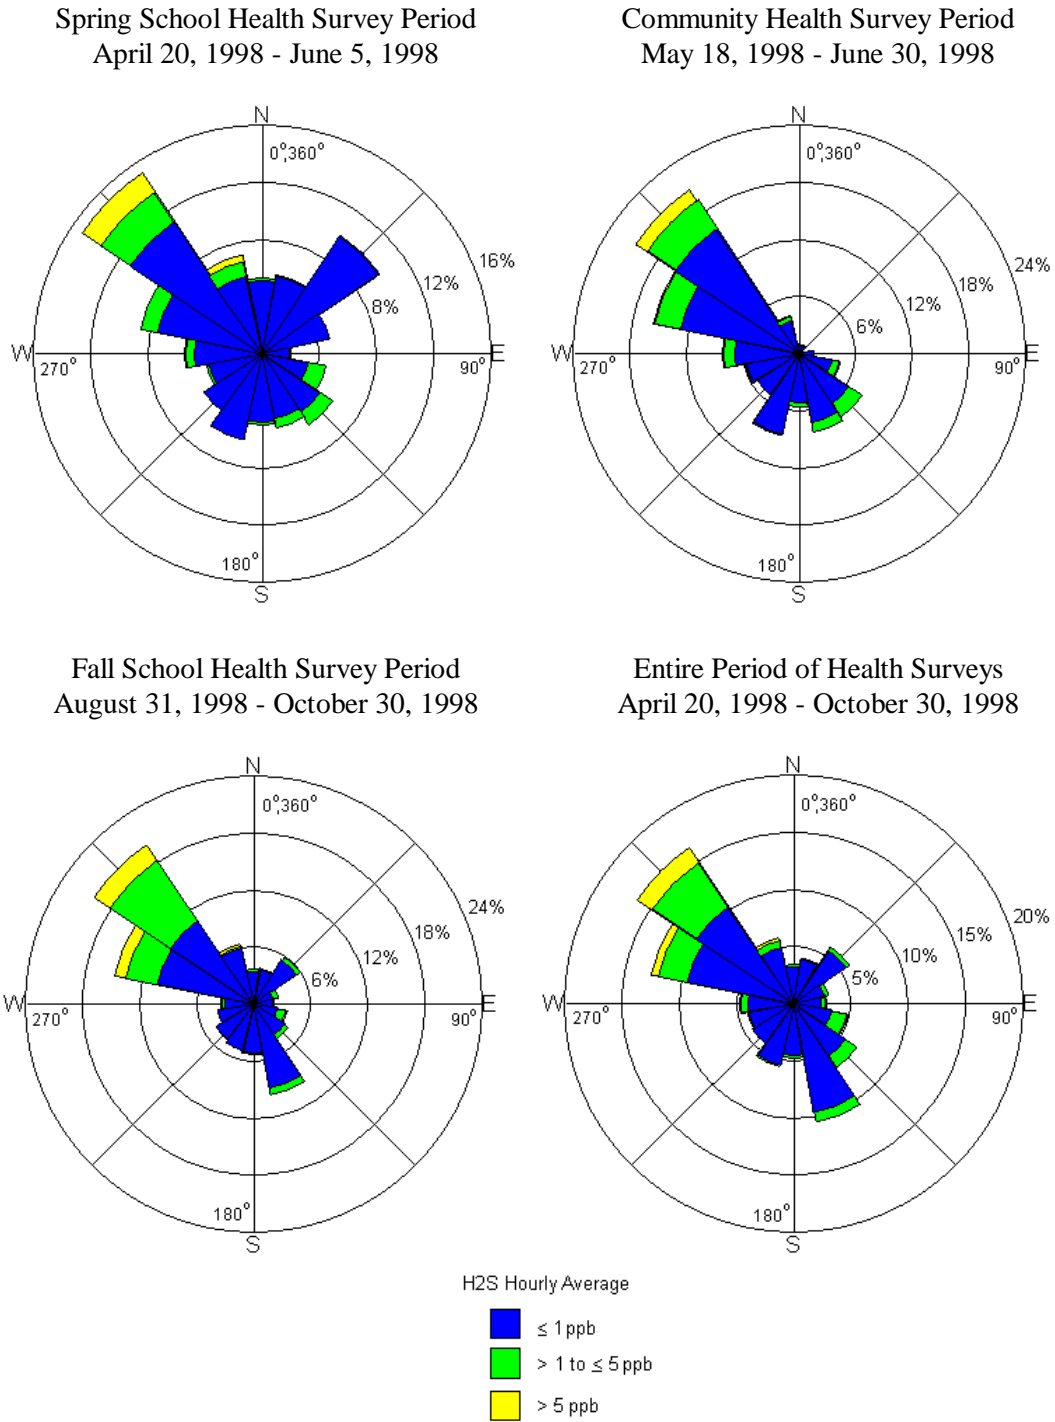 Spring School Health Survey Period
April 20, 1998 - June 5, 1998
Community Health Survey Period
May 18, 1998 - June 30, 1998
N
0°,360°
16%
12%
8%
W
270°
E
90°
180°
S
N
0°,360°
24%
18%
12%
6%
W
270°
E
90°
180°
S
Fall School Health Survey Period
August 31, 1998 - October 30, 1998
Entire Period of Health Surveys
April 20, 1998 - October 30, 1998
N
0°,360°
24%
18%
12%
6%
W
270°
E
90°
180°
S
N
0°,360°
20%
15%
10%
5%
W
270°
E
90°
180°
S
H2S Hourly Average
≤ 1 ppb
> 1 to ≤ 5 ppb
> 5 ppb